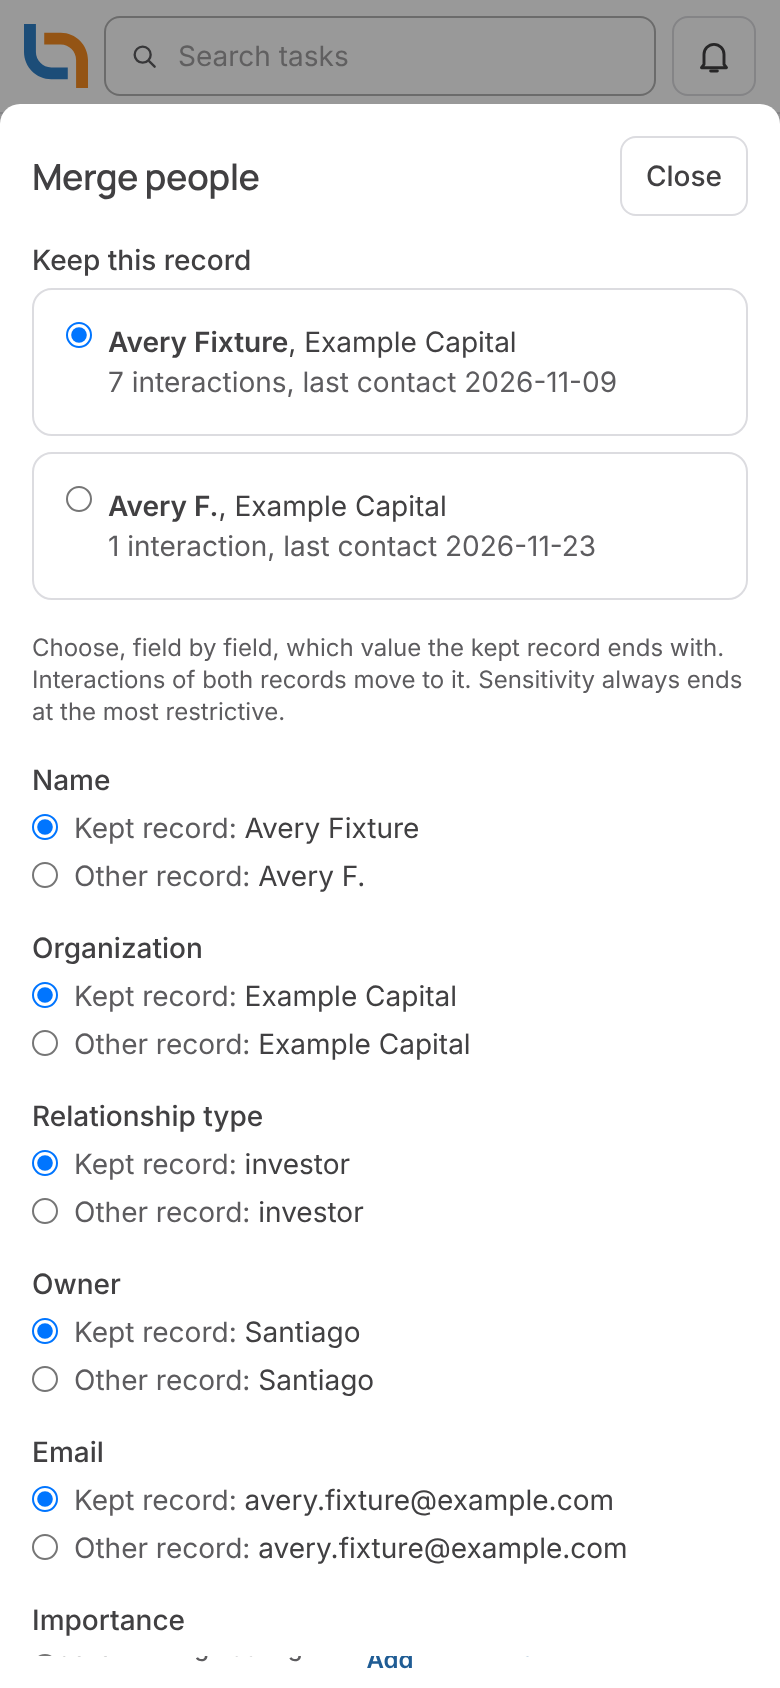 Search tasks
Merge people
Close
Keep this record
Avery Fixture, Example Capital
7 interactions, last contact 2026-11-09
Avery F., Example Capital
1 interaction, last contact 2026-11-23
Choose, field by field, which value the kept record ends with.
Interactions of both records move to it. Sensitivity always ends
at the most restrictive.
Name
Kept record: Avery Fixture
Other record: Avery F.
Organization
Kept record: Example Capital
Other record: Example Capital
Relationship type
Kept record: investor
Other record: investor
Owner
Kept record: Santiago
Other record: Santiago
Email
Kept record: avery.fixture@example.com
Other record: avery.fixture@example.com
Importance
Add